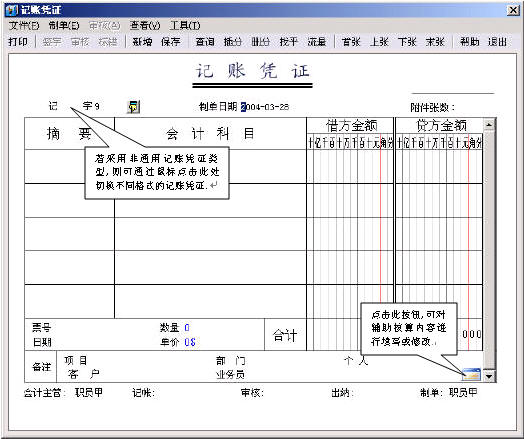 记账凭证
文件(F) 制单(E) 审核(A) 查看(V) 工具(T)
打印 签字 审核 标错 新增 保存 查询 插分 删分 找平 流量 首张 上张 下张 末张 帮助 退出
记 账 凭 证
记 字 9 制单日期 2004-03-28 附件张数:
摘 要 会 计 科 目 借方金额 贷方金额
十亿千百十万千百十元角分 十亿千百十万千百十元角分
若采用非通用记账凭证类
型,则可通过鼠标点击此处
切换不同格式的记账凭证.
点击此按钮,可对
辅助核算内容进
行填写或修改.
票号 数量 0 合计 000
日期 单价 0$
备注 项 目 部 门 个 人
客 户 业务员
会计主管: 职员甲 记账: 审核: 出纳: 制单: 职员甲